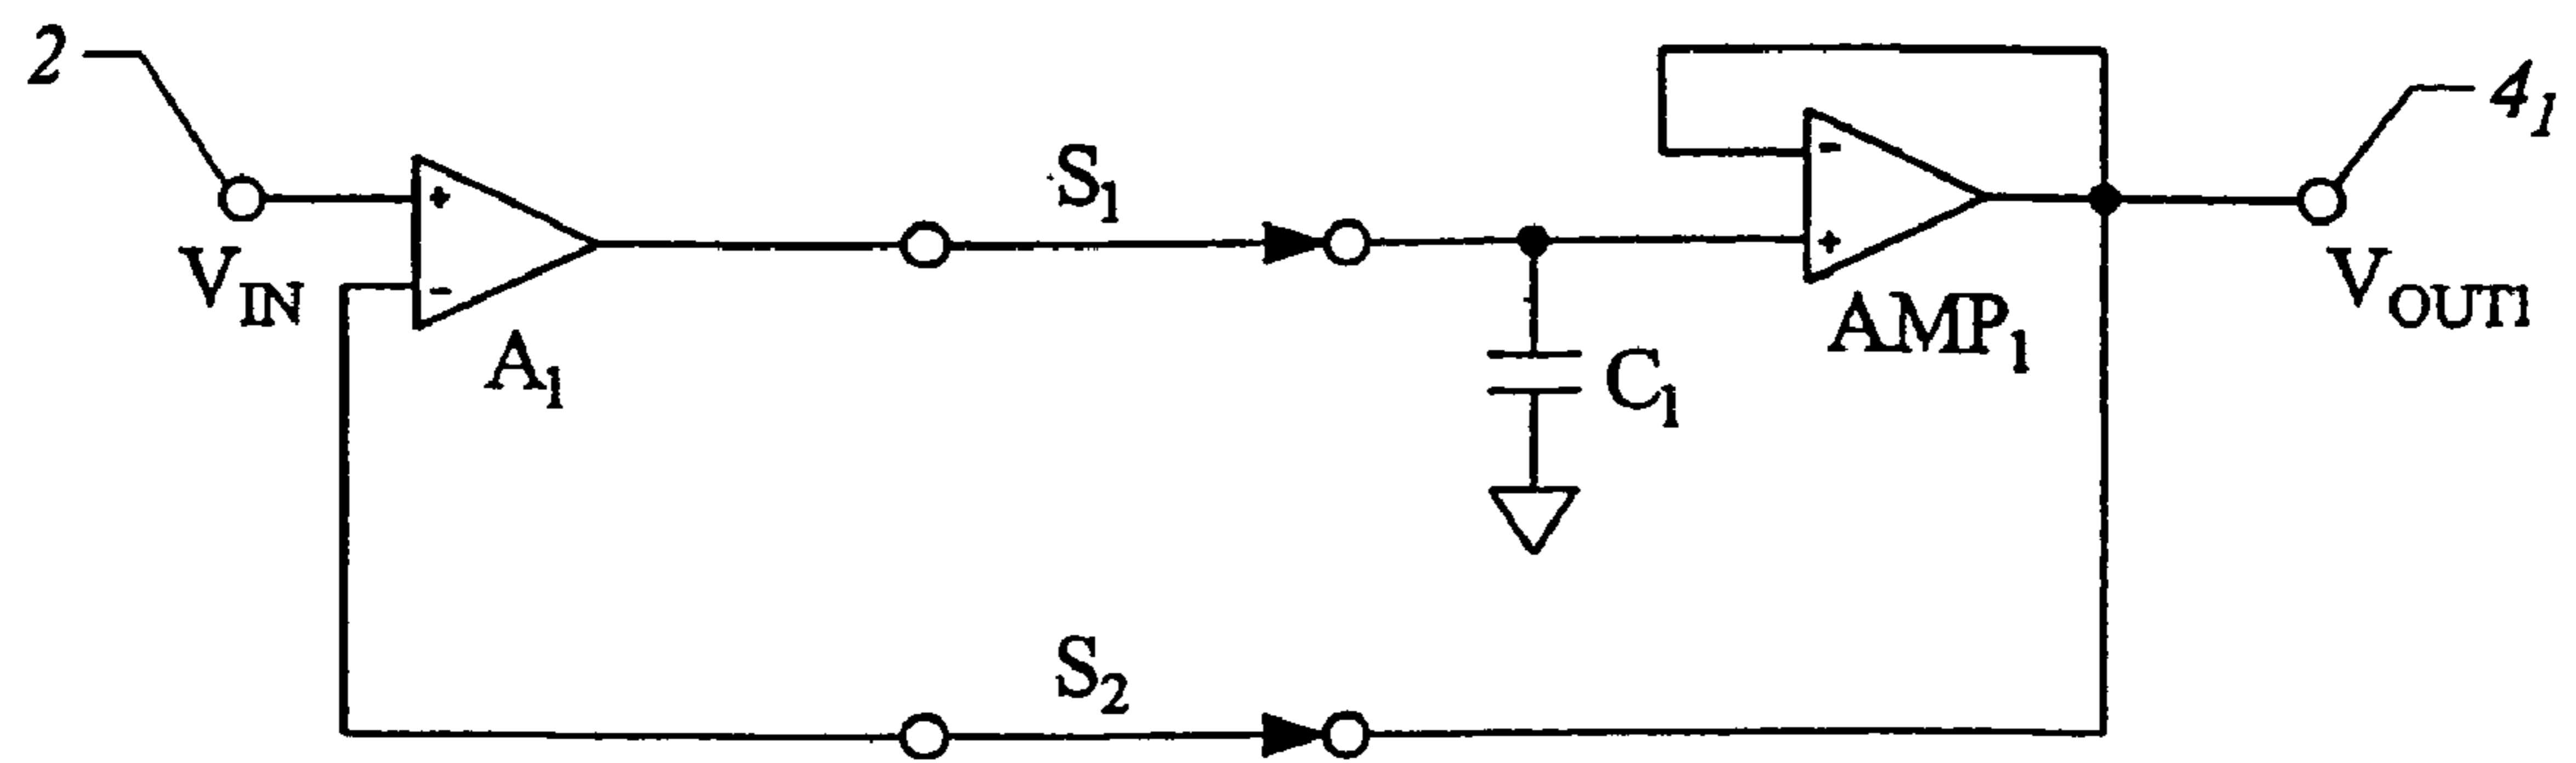 2
4₁
S₁
+
-
-
+
V_IN
A₁
AMP₁
V_OUT1
C₁
S₂